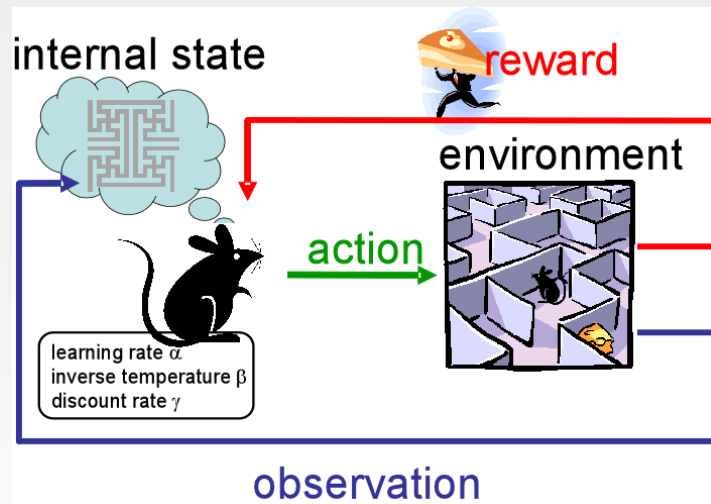 internal state
reward
environment
action
learning rate α
inverse temperature β
discount rate γ
observation